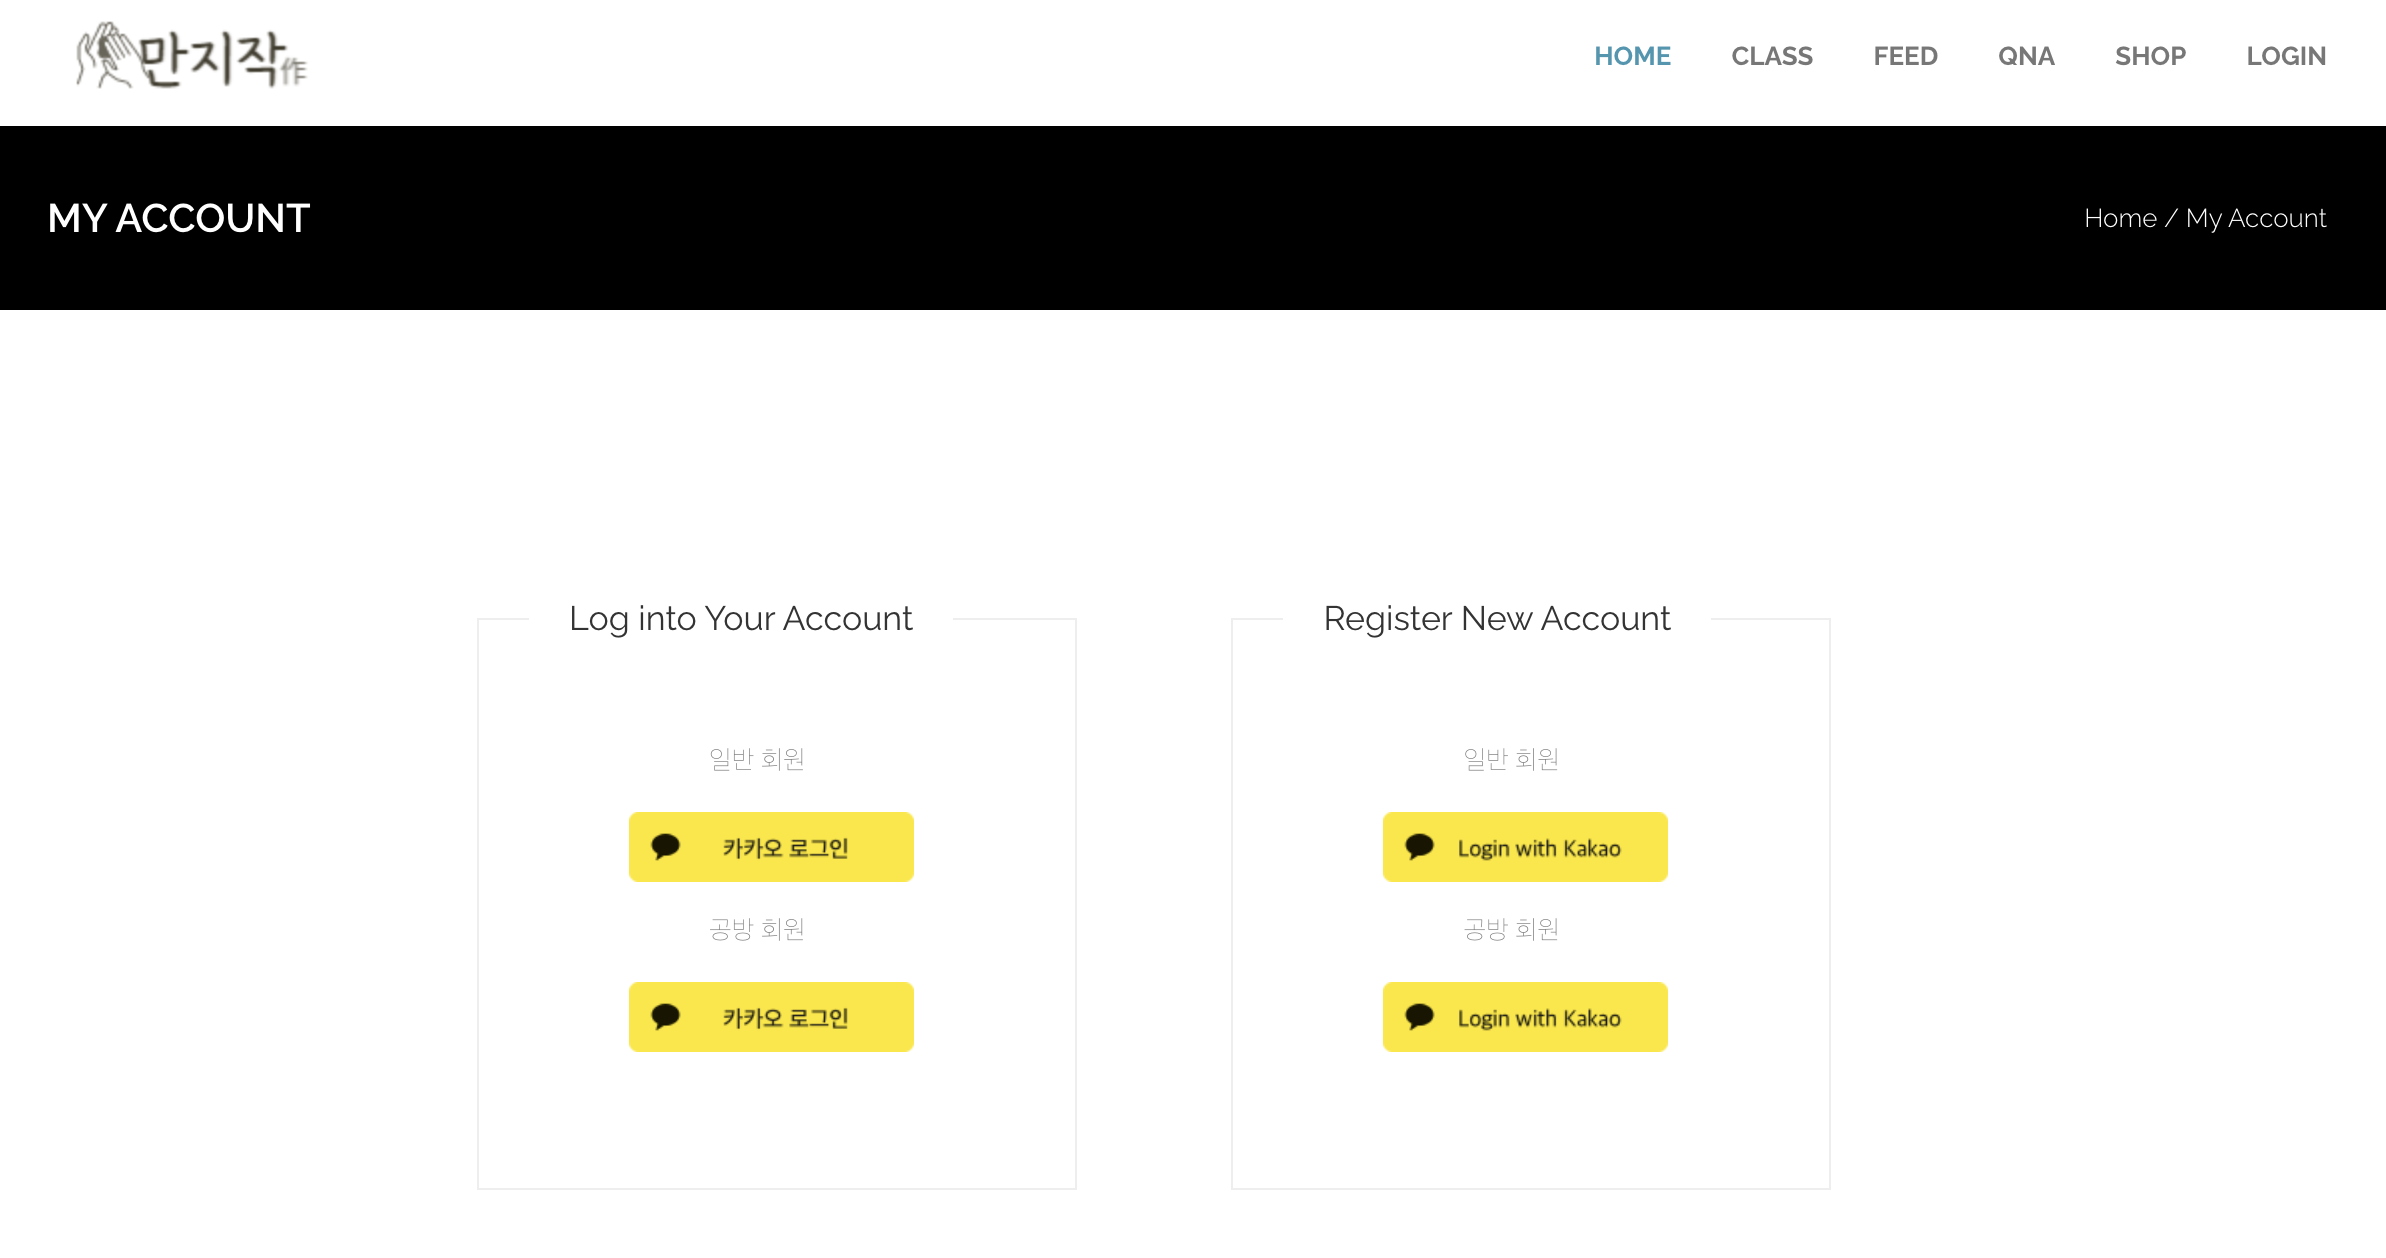 만지작作
HOME CLASS FEED QNA SHOP LOGIN
MY ACCOUNT
Home / My Account
Log into Your Account
일반 회원
카카오 로그인
공방 회원
카카오 로그인
Register New Account
일반 회원
Login with Kakao
공방 회원
Login with Kakao